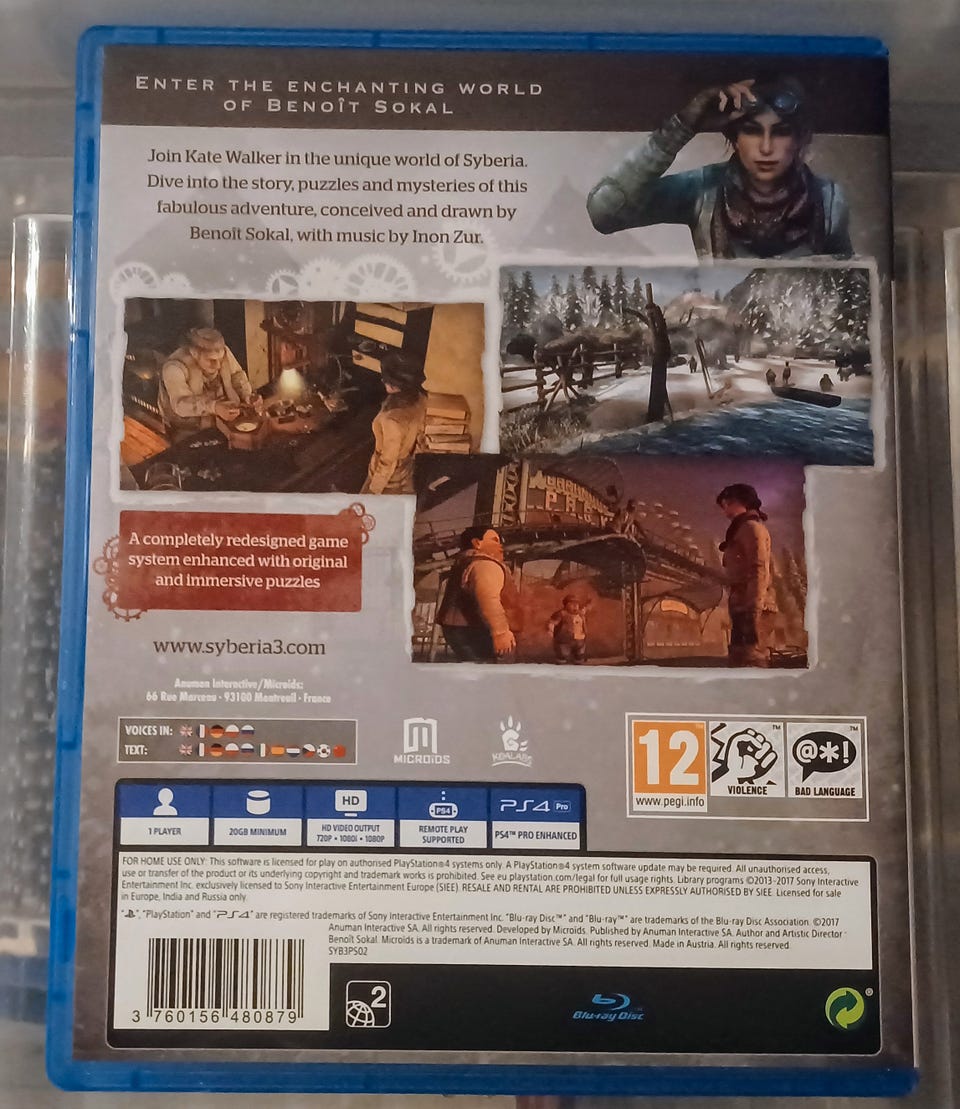 ENTER THE ENCHANTING WORLD
OF BENOÎT SOKAL
Join Kate Walker in the unique world of Syberia.
Dive into the story, puzzles and mysteries of this
fabulous adventure, conceived and drawn by
Benoît Sokal, with music by Inon Zur.
A completely redesigned game
system enhanced with original
and immersive puzzles
www.syberia3.com
Anuman Interactive/Microids:
66 Rue Marceau - 93100 Montreuil - France
VOICES IN:
TEXT:
MICROIDS
KOALABS
12
www.pegi.info
VIOLENCE
@*!
BAD LANGUAGE
1 PLAYER
20GB MINIMUM
HD
HD VIDEO OUTPUT
720P • 1080i • 1080P
PS4
REMOTE PLAY
SUPPORTED
PS4 Pro
PS4™ PRO ENHANCED
FOR HOME USE ONLY: This software is licensed for play on authorised PlayStation®4 systems only. A PlayStation®4 system software update may be required. All unauthorised access,
use or transfer of the product or its underlying copyright and trademark works is prohibited. See eu.playstation.com/legal for full usage rights. Library programs ©2013-2017 Sony Interactive
Entertainment Inc. exclusively licensed to Sony Interactive Entertainment Europe (SIEE). RESALE AND RENTAL ARE PROHIBITED UNLESS EXPRESSLY AUTHORISED BY SIEE. Licensed for sale
in Europe, India and Russia only.
"PlayStation" and "PS4" are registered trademarks of Sony Interactive Entertainment Inc. "Blu-ray Disc™" and "Blu-ray™" are trademarks of the Blu-ray Disc Association. ©2017
Anuman Interactive SA. All rights reserved. Developed by Microids. Published by Anuman Interactive SA. Author and Artistic Director:
Benoît Sokal. Microids is a trademark of Anuman Interactive SA. All rights reserved. Made in Austria. All rights reserved.
SYB3PS02
3 760156 480879
2
Blu-ray Disc